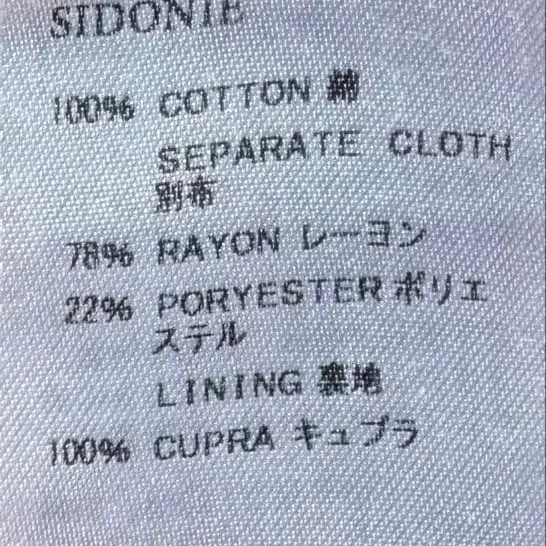 SIDONIE
100% COTTON 綿
SEPARATE CLOTH
別布
78% RAYON レーヨン
22% PORYESTER ポリエ
ステル
LINING 裏地
100% CUPRA キュプラ